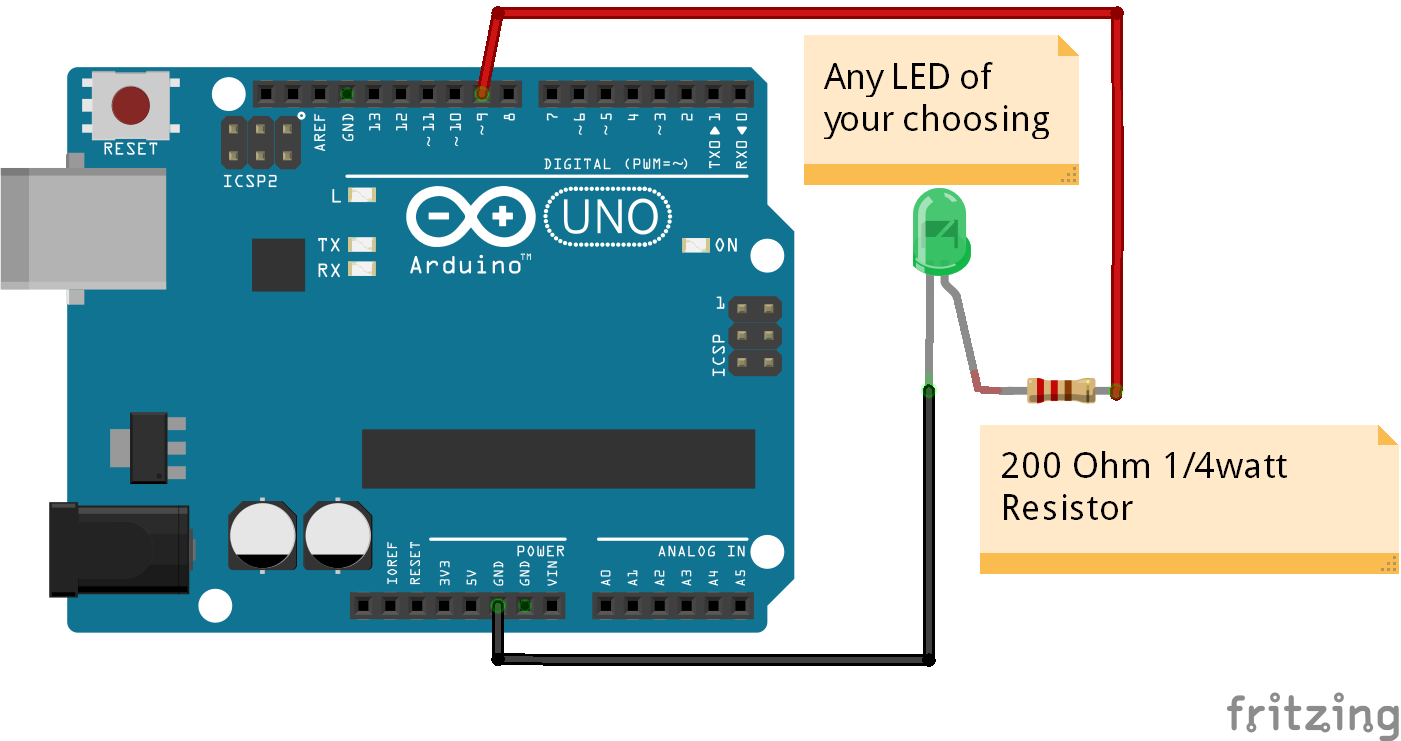 Any LED of
your choosing
RESET
ICSP2
AREF
GND
13
12
~11
~10
~9
8
7
~6
~5
4
~3
2
TX0▶1
RX0◀0
DIGITAL (PWM=~)
L
TX
RX
UNO
ON
Arduino™
1
ICSP
200 Ohm 1/4watt
Resistor
POWER
ANALOG IN
IOREF
RESET
3V3
5V
GND
GND
VIN
A0
A1
A2
A3
A4
A5
fritzing